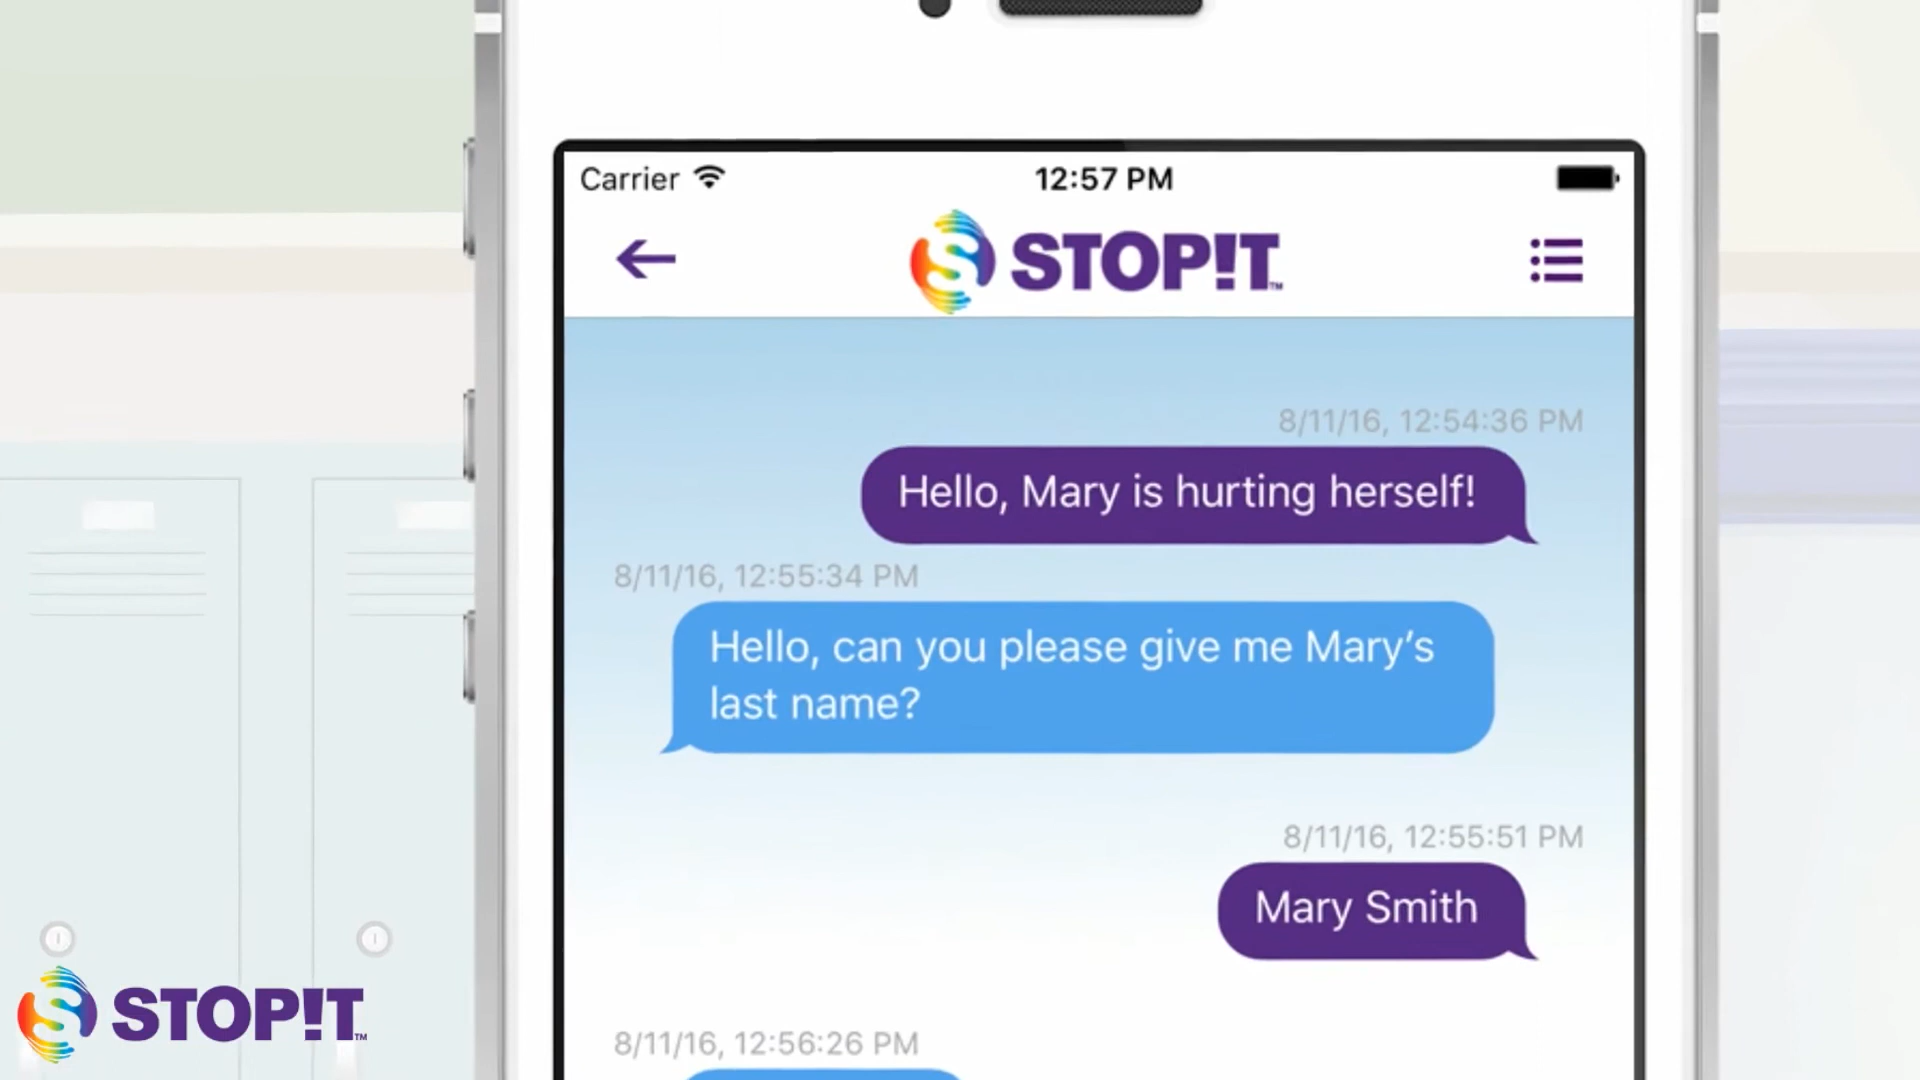 Carrier 12:57 PM
STOP!T™
8/11/16, 12:54:36 PM
Hello, Mary is hurting herself!
8/11/16, 12:55:34 PM
Hello, can you please give me Mary’s
last name?
8/11/16, 12:55:51 PM
Mary Smith
8/11/16, 12:56:26 PM
STOP!T™